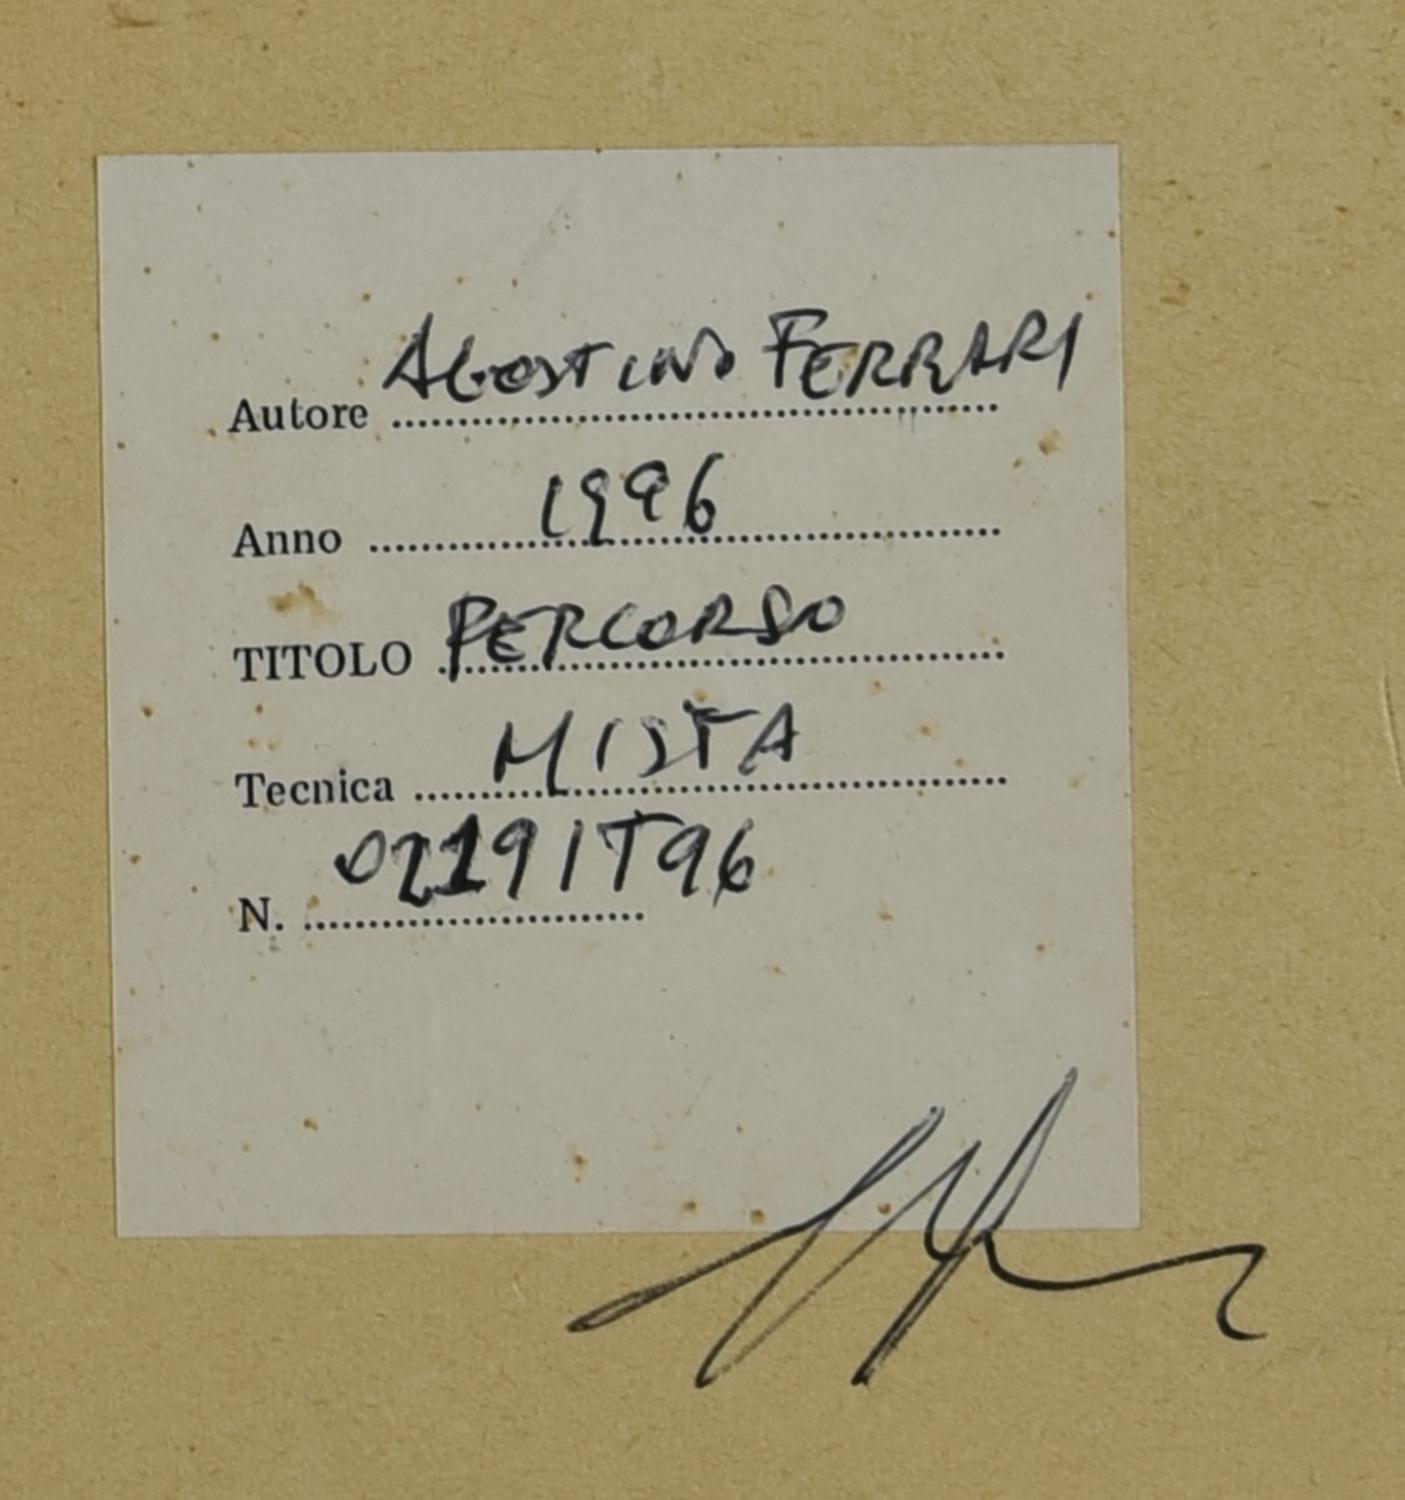 Autore AGOSTINO FERRARI
Anno 1996
TITOLO PERCORSO
Tecnica MISTA
N. 02191T96